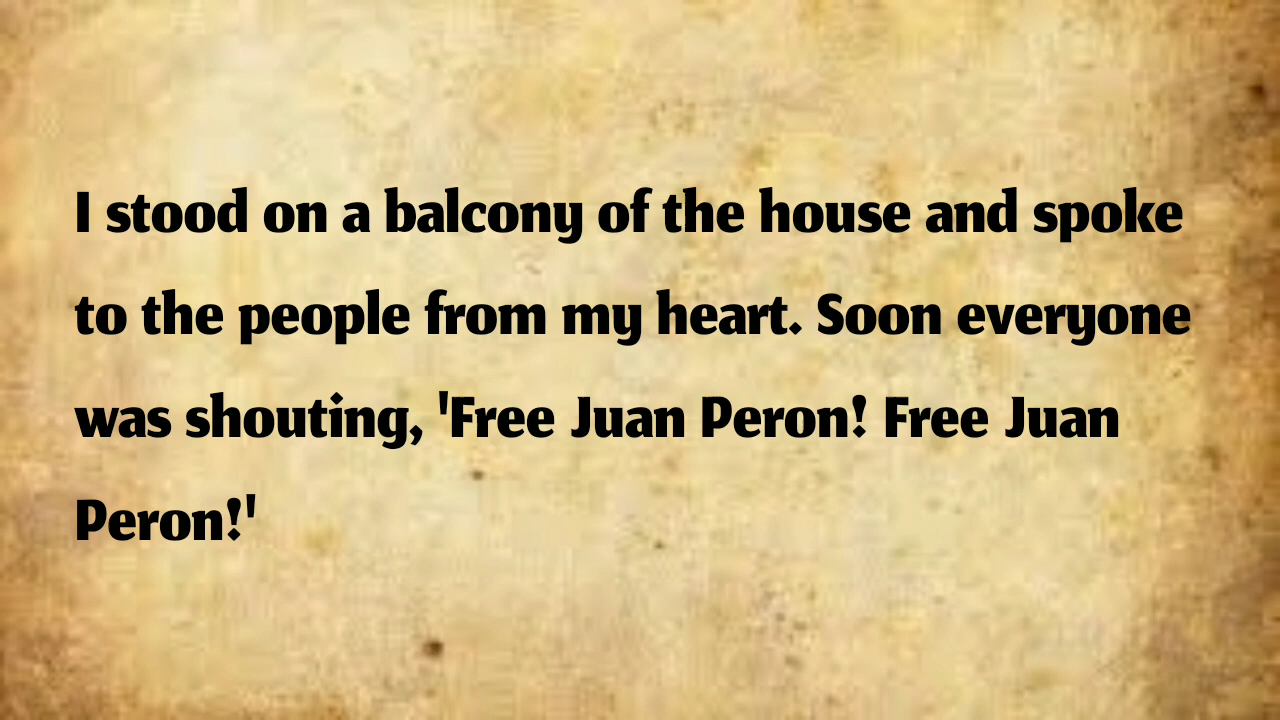 I stood on a balcony of the house and spoke
to the people from my heart. Soon everyone
was shouting, 'Free Juan Peron! Free Juan
Peron!'